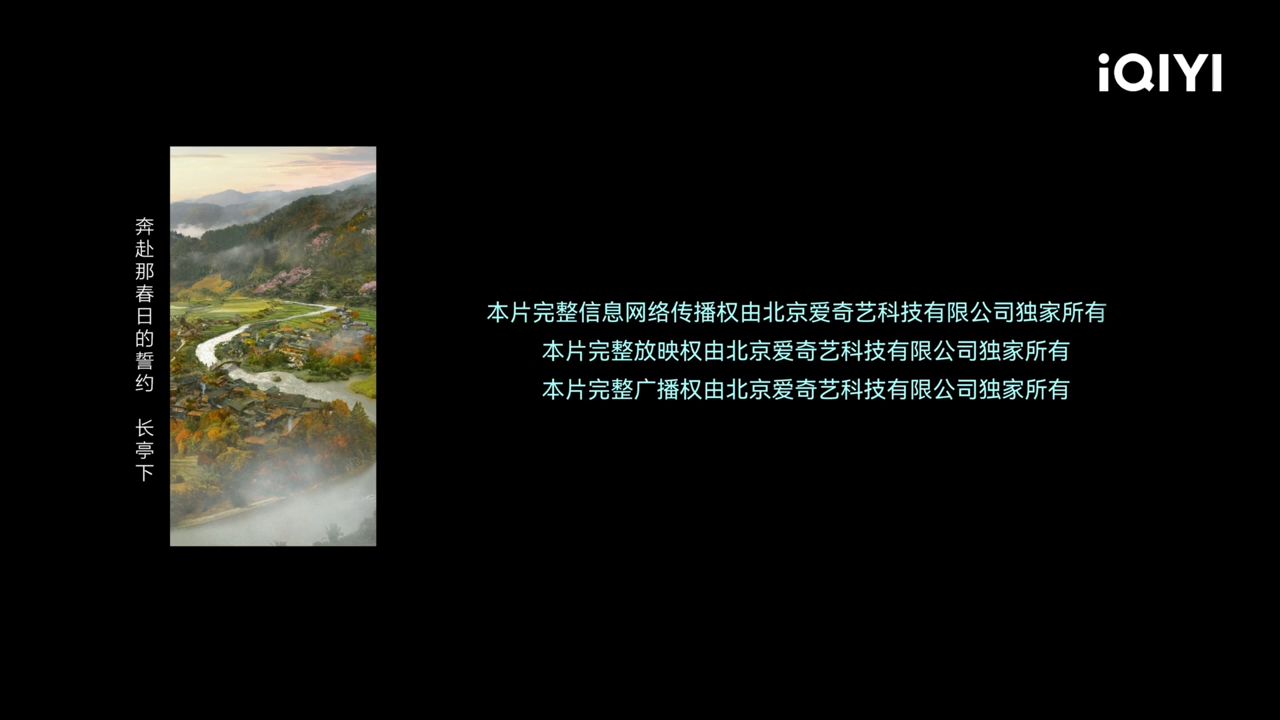 iQIYI
奔赴那春日的誓约 长亭下
本片完整信息网络传播权由北京爱奇艺科技有限公司独家所有
本片完整放映权由北京爱奇艺科技有限公司独家所有
本片完整广播权由北京爱奇艺科技有限公司独家所有